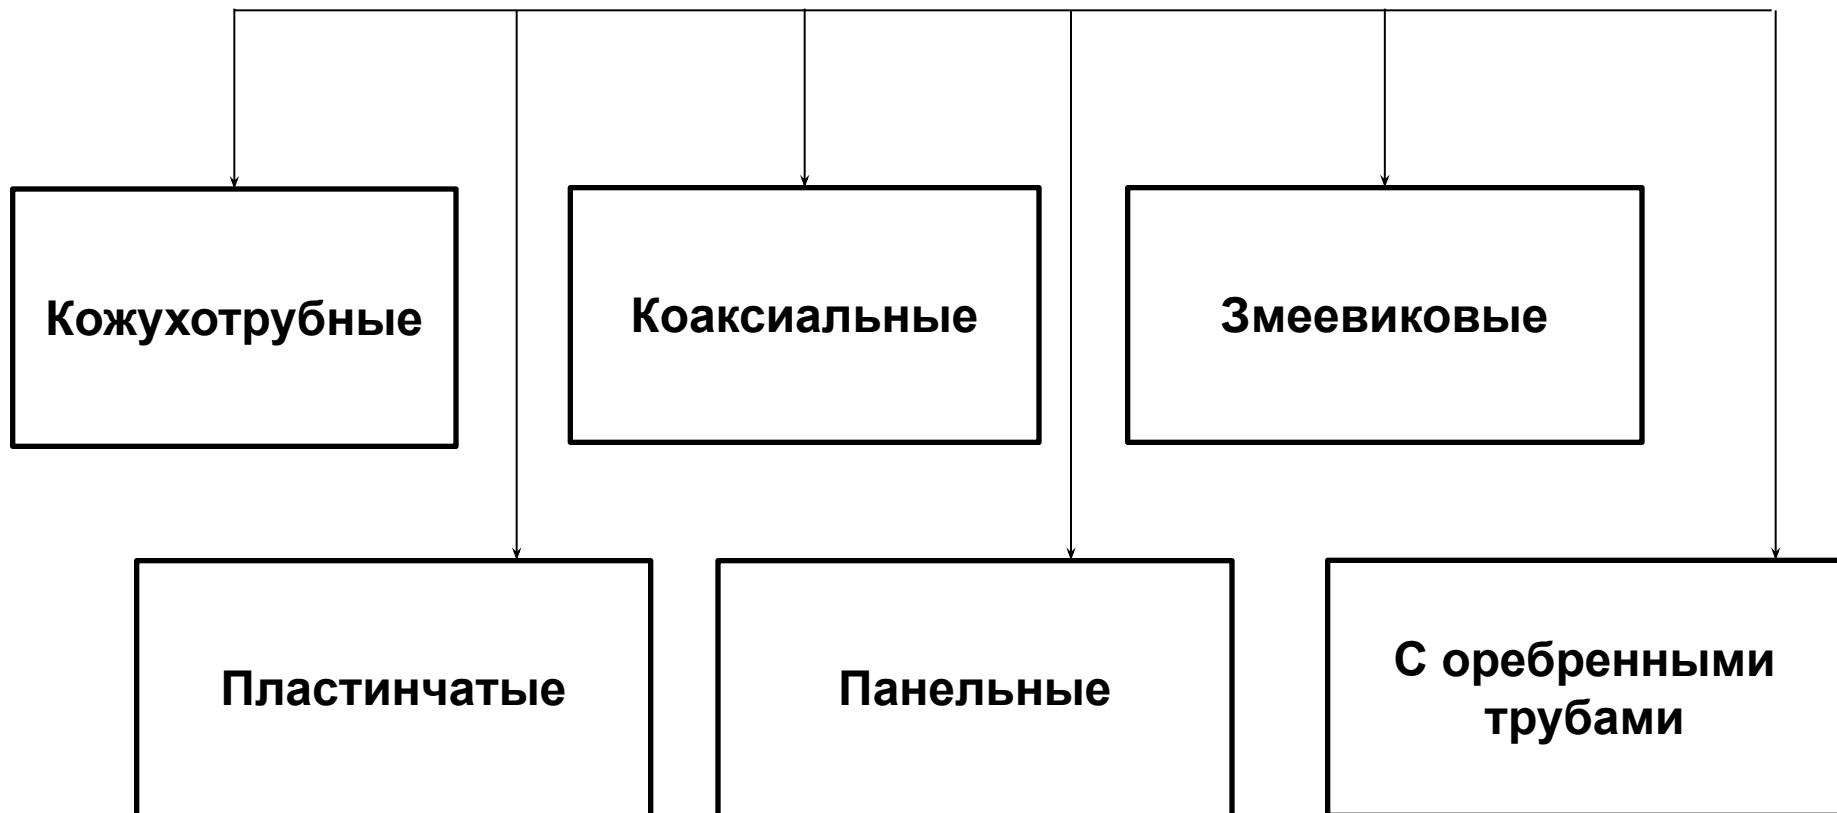 Кожухотрубные
Коаксиальные
Змеевиковые
Пластинчатые
Панельные
С оребренными
трубами